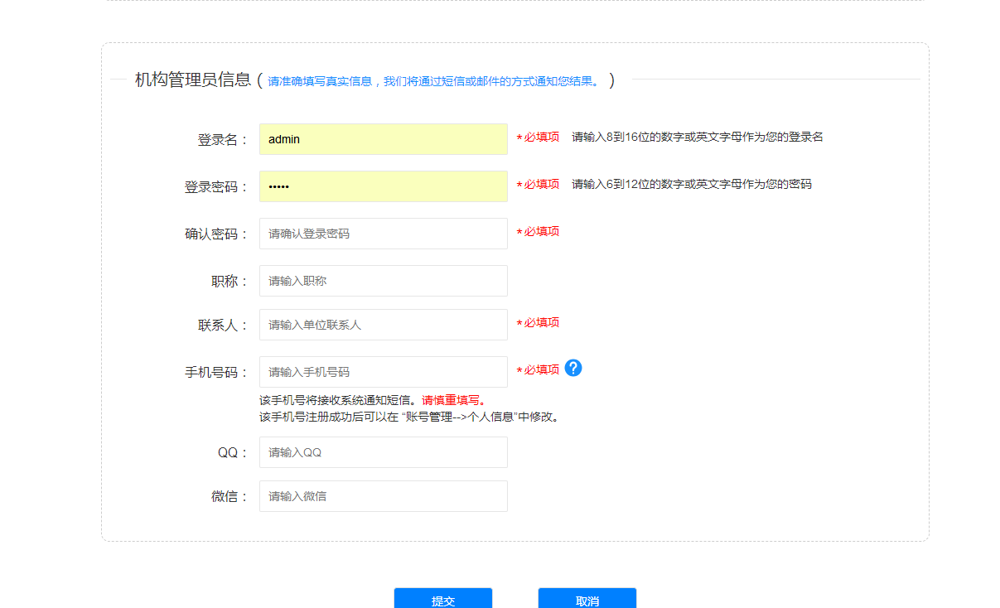 机构管理员信息 ( 请准确填写真实信息，我们将通过短信或邮件的方式通知您结果。 )
登录名： admin *必填项 请输入8到16位的数字或英文字母作为您的登录名
登录密码： ••••• *必填项 请输入6到12位的数字或英文字母作为您的密码
确认密码： 请确认登录密码 *必填项
职称： 请输入职称
联系人： 请输入单位联系人 *必填项
手机号码： 请输入手机号码 *必填项 ?
该手机号将接收系统通知短信。请慎重填写。
该手机号注册成功后可以在 “账号管理-->个人信息”中修改。
QQ： 请输入QQ
微信： 请输入微信
提交 取消